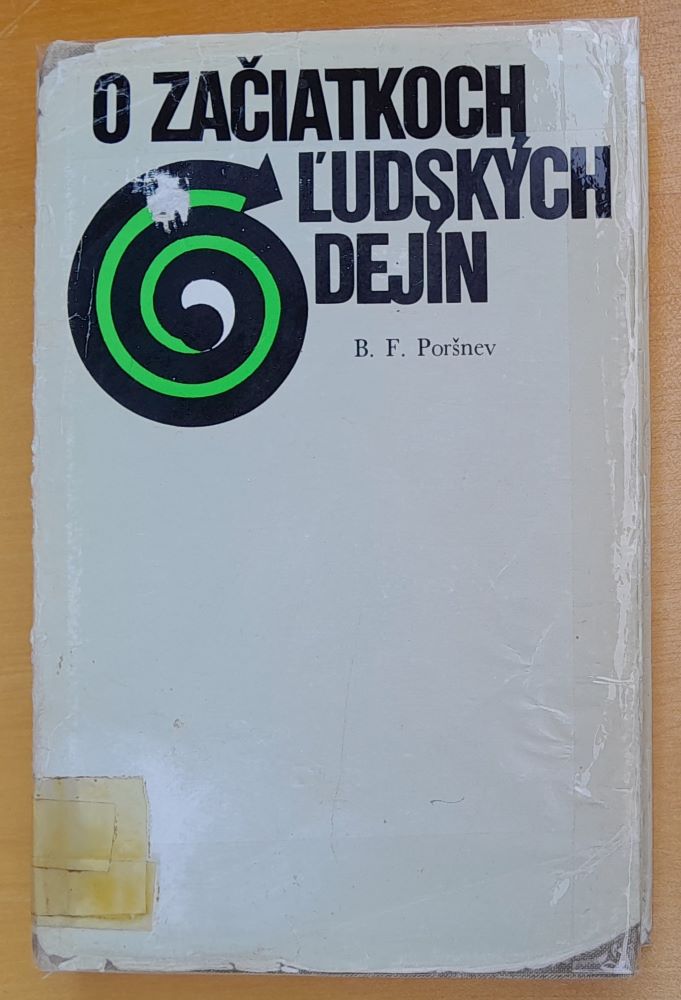 O ZAČIATKOCH
ĽUDSKÝCH
DEJÍN
B. F. Poršnev